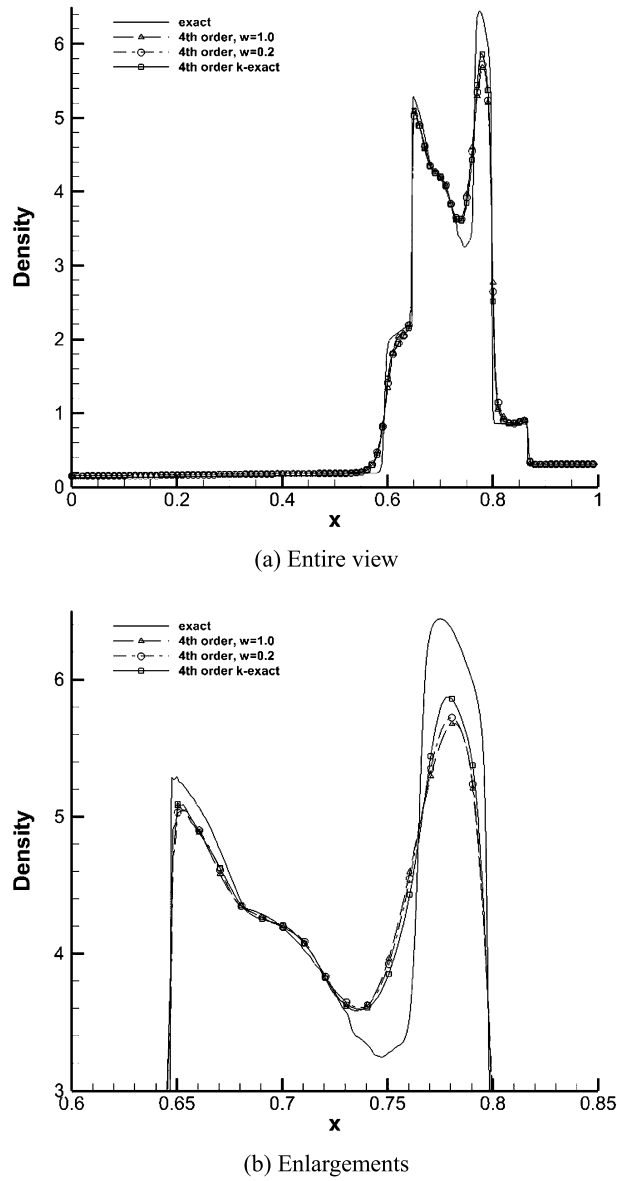 exact
4th order, w=1.0
4th order, w=0.2
4th order k-exact
6
5
4
3
2
1
0
Density
0 0.2 0.4 0.6 0.8 1
x
(a) Entire view
exact
4th order, w=1.0
4th order, w=0.2
4th order k-exact
6
5
4
3
Density
0.6 0.65 0.7 0.75 0.8 0.85
x
(b) Enlargements